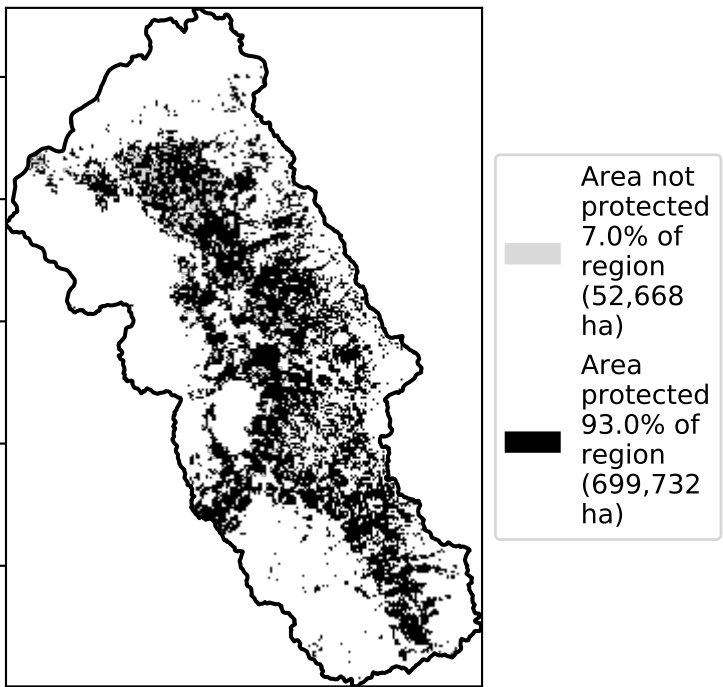 Area not
protected
7.0% of
region
(52,668
ha)
Area
protected
93.0% of
region
(699,732
ha)